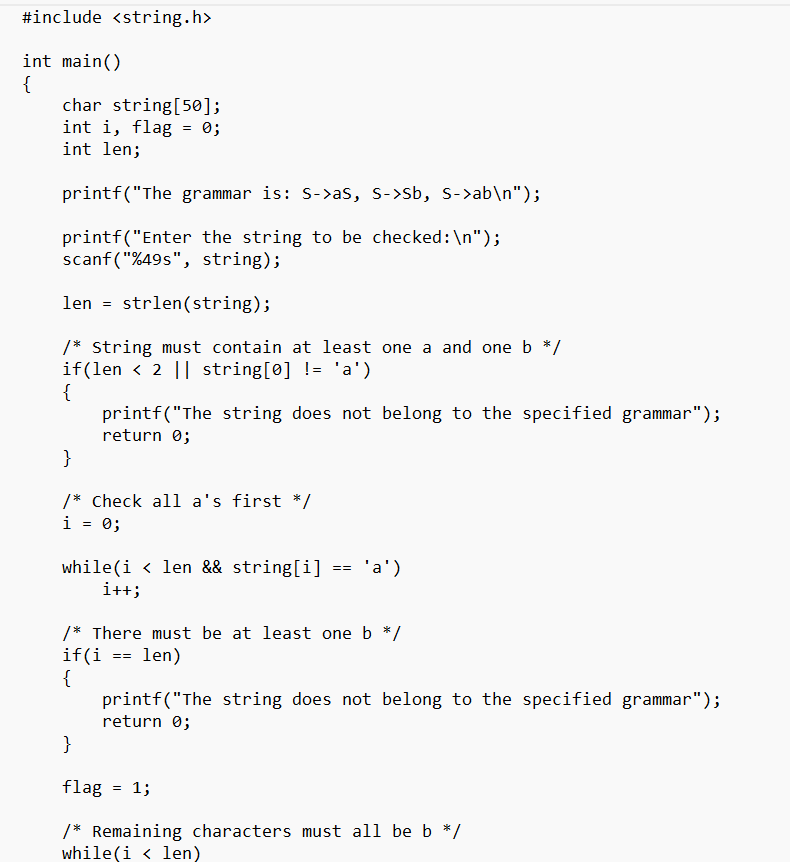 #include <string.h>

int main()
{
    char string[50];
    int i, flag = 0;
    int len;

    printf("The grammar is: S->aS, S->Sb, S->ab\n");

    printf("Enter the string to be checked:\n");
    scanf("%49s", string);

    len = strlen(string);

    /* String must contain at least one a and one b */
    if(len < 2 || string[0] != 'a')
    {
        printf("The string does not belong to the specified grammar");
        return 0;
    }

    /* Check all a's first */
    i = 0;

    while(i < len && string[i] == 'a')
        i++;

    /* There must be at least one b */
    if(i == len)
    {
        printf("The string does not belong to the specified grammar");
        return 0;
    }

    flag = 1;

    /* Remaining characters must all be b */
    while(i < len)